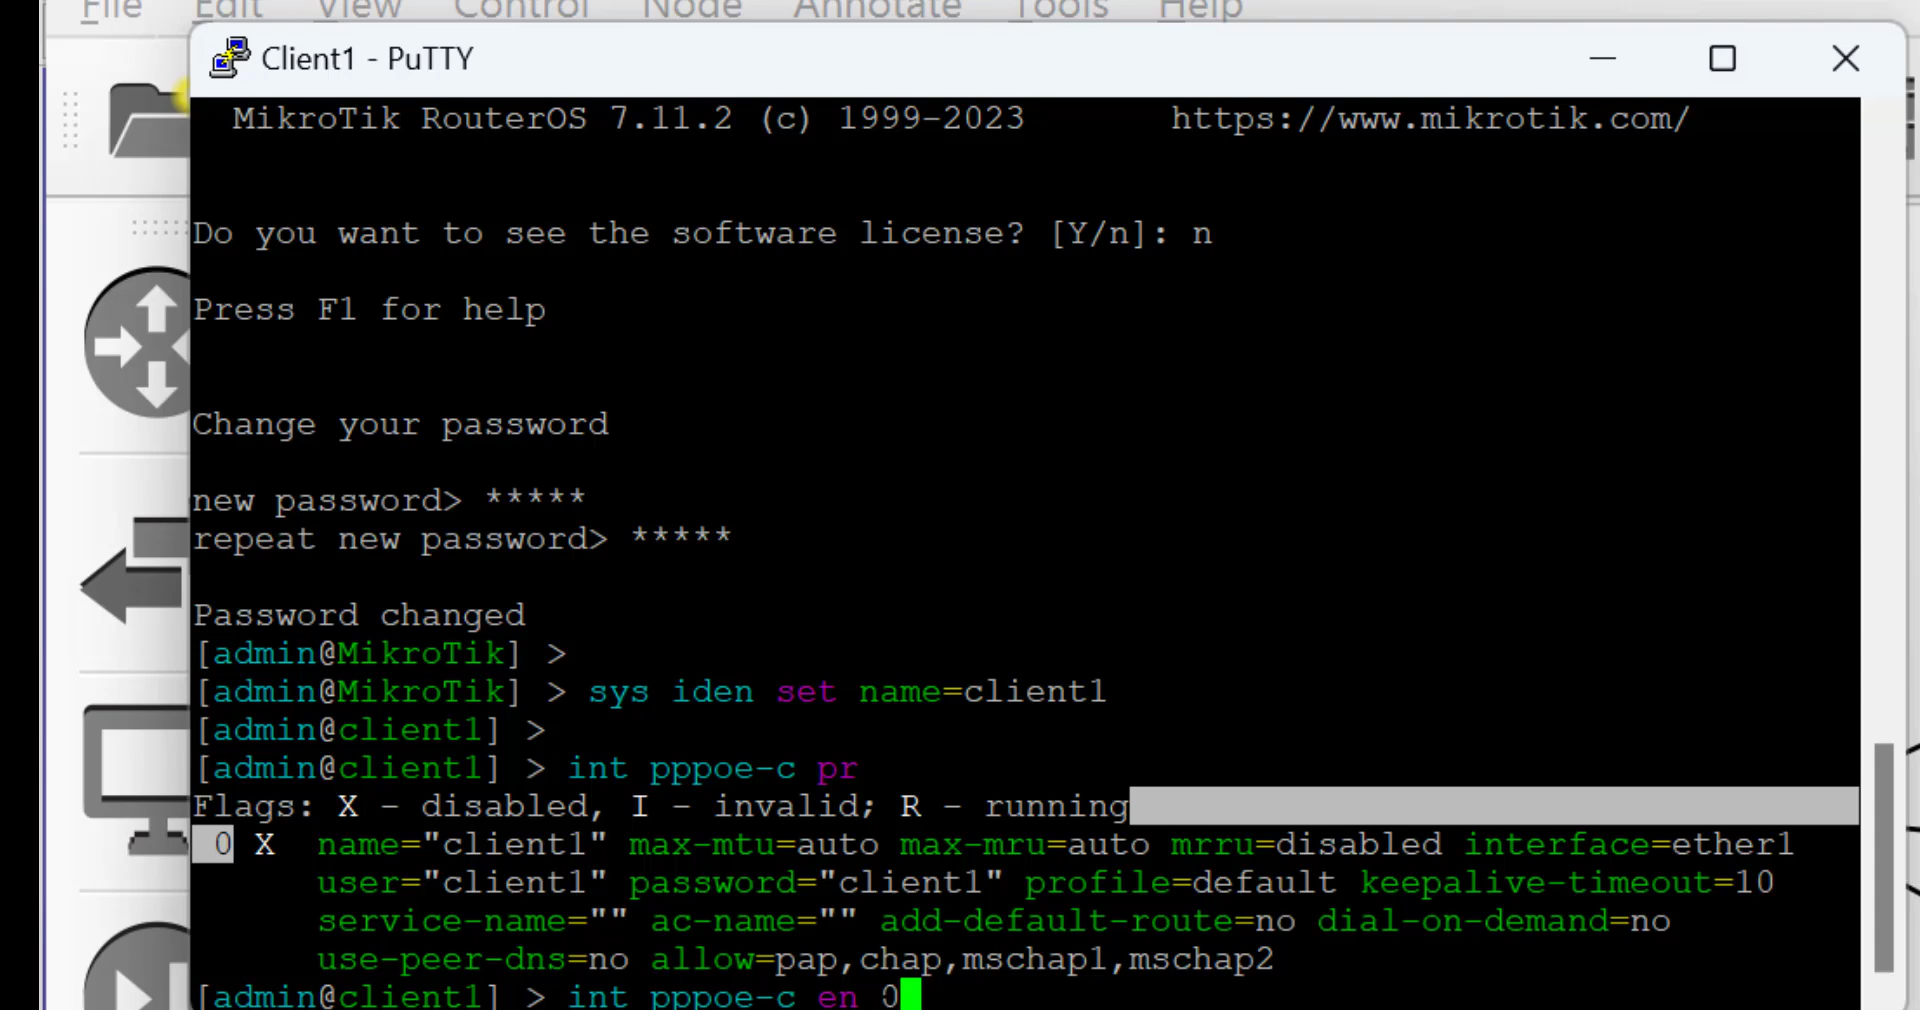 File Edit View Control Node Annotate Tools Help
Client1 - PuTTY
MikroTik RouterOS 7.11.2 (c) 1999-2023 https://www.mikrotik.com/
Do you want to see the software license? [Y/n]: n
Press F1 for help
Change your password
new password> *****
repeat new password> *****
Password changed
[admin@MikroTik] >
[admin@MikroTik] > sys iden set name=client1
[admin@client1] >
[admin@client1] > int pppoe-c pr
Flags: X - disabled, I - invalid; R - running
0 X name="client1" max-mtu=auto max-mru=auto mrru=disabled interface=ether1
user="client1" password="client1" profile=default keepalive-timeout=10
service-name="" ac-name="" add-default-route=no dial-on-demand=no
use-peer-dns=no allow=pap,chap,mschap1,mschap2
[admin@client1] > int pppoe-c en 0